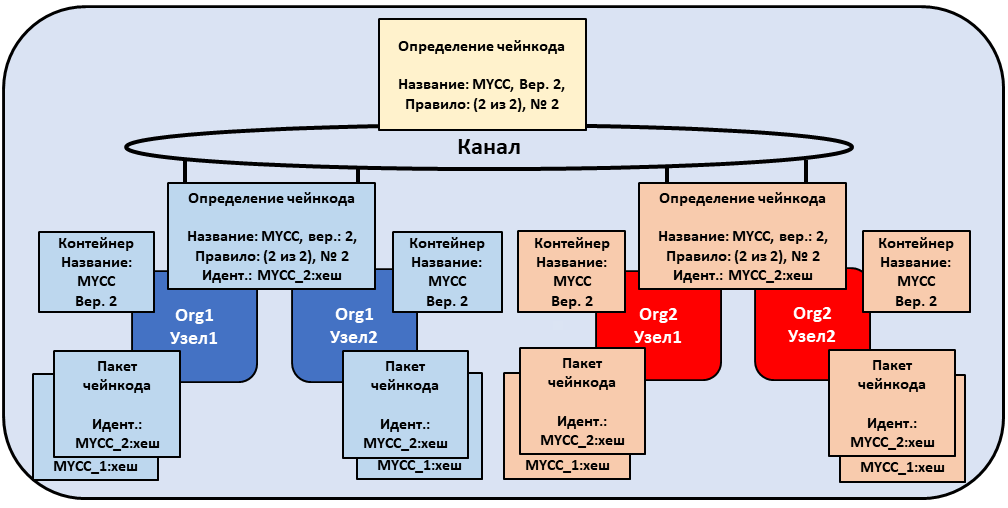 Определение чейнкода
Название: MYCC, Вер. 2,
Правило: (2 из 2), № 2
Канал
Определение чейнкода
Название: MYCC, вер.: 2,
Правило: (2 из 2), № 2
Идент.: MYCC_2:хеш
Определение чейнкода
Название: MYCC, вер.: 2,
Правило: (2 из 2), № 2
Идент.: MYCC_2:хеш
Контейнер
Название:
MYCC
Вер. 2
Контейнер
Название:
MYCC
Вер. 2
Контейнер
Название:
MYCC
Вер. 2
Контейнер
Название:
MYCC
Вер. 2
Org1
Узел1
Org1
Узел2
Org2
Узел1
Org2
Узел2
Пакет
чейнкода
Идент.:
MYCC_2:хеш
MYCC_1:хеш
Пакет
чейнкода
Идент.:
MYCC_2:хеш
MYCC_1:хеш
Пакет
чейнкода
Идент.:
MYCC_2:хеш
MYCC_1:хеш
Пакет
чейнкода
Идент.:
MYCC_2:хеш
MYCC_1:хеш